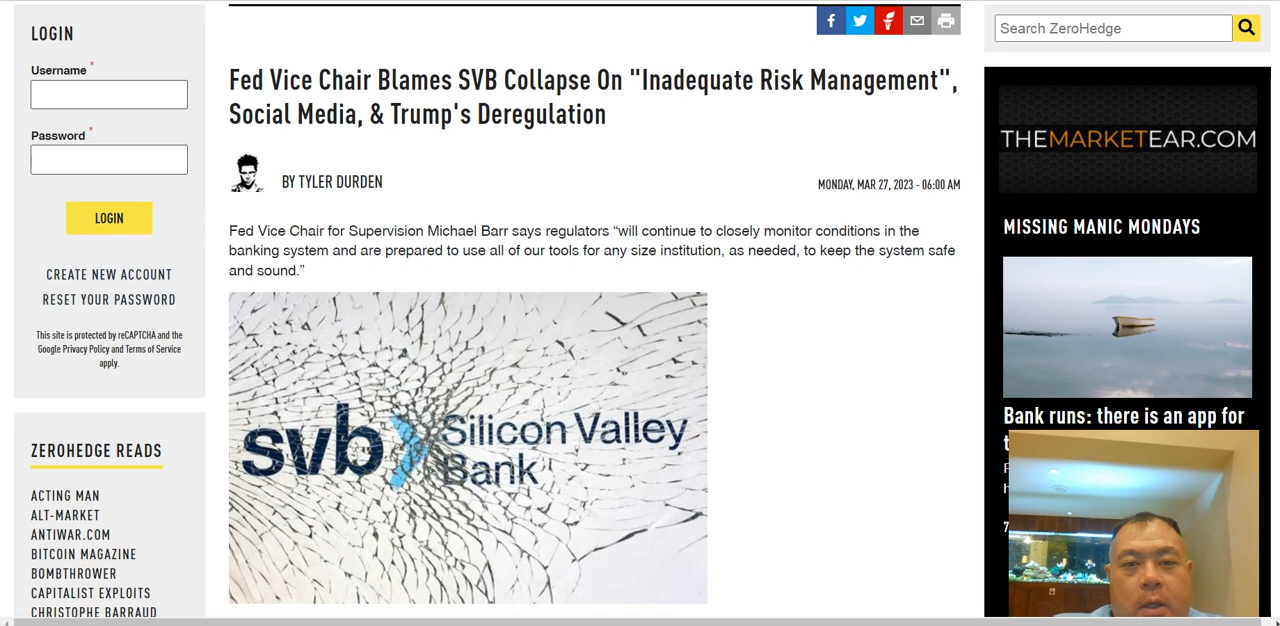 LOGIN
Username *
Password *
LOGIN
CREATE NEW ACCOUNT
RESET YOUR PASSWORD
This site is protected by reCAPTCHA and the
Google Privacy Policy and Terms of Service
apply.
ZEROHEDGE READS
ACTING MAN
ALT-MARKET
ANTIWAR.COM
BITCOIN MAGAZINE
BOMBTHROWER
CAPITALIST EXPLOITS
CHRISTOPHE BARRAUD
Fed Vice Chair Blames SVB Collapse On "Inadequate Risk Management",
Social Media, & Trump's Deregulation
BY TYLER DURDEN
MONDAY, MAR 27, 2023 - 06:00 AM
Fed Vice Chair for Supervision Michael Barr says regulators “will continue to closely monitor conditions in the
banking system and are prepared to use all of our tools for any size institution, as needed, to keep the system safe
and sound.”
svb Silicon Valley
Bank
Search ZeroHedge
THEMARKETEAR.COM
MISSING MANIC MONDAYS
Bank runs: there is an app for